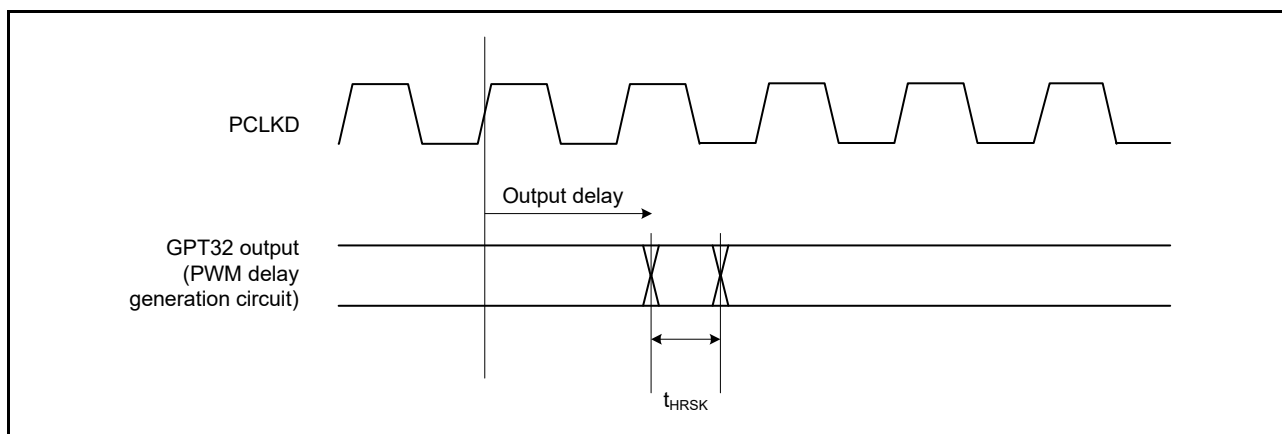 PCLKD
Output delay
GPT32 output
(PWM delay
generation circuit)
tHRSK